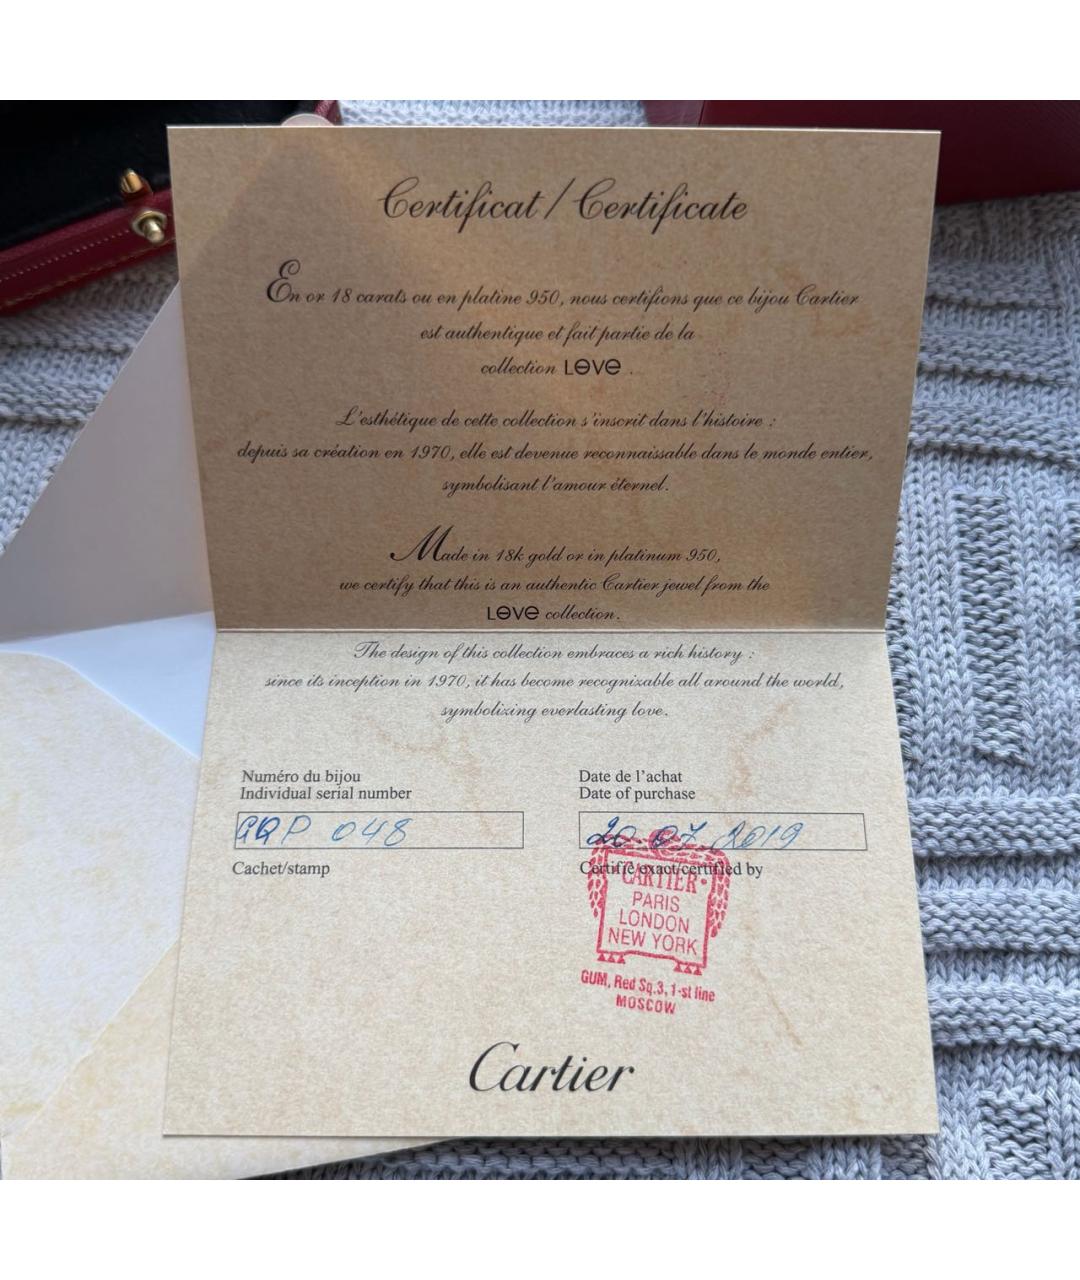 Certificat / Certificate
En or 18 carats ou en platine 950, nous certifions que ce bijou Cartier
est authentique et fait partie de la
collection LOVE .
L'esthétique de cette collection s'inscrit dans l'histoire :
depuis sa création en 1970, elle est devenue reconnaissable dans le monde entier,
symbolisant l'amour éternel.
Made in 18k gold or in platinum 950,
we certify that this is an authentic Cartier jewel from the
LOVE collection.
The design of this collection embraces a rich history :
since its inception in 1970, it has become recognizable all around the world,
symbolizing everlasting love.
Numéro du bijou
Individual serial number
GQP 048
Cachet/stamp
Date de l'achat
Date of purchase
20.07.2019
Certifié exact/certified by
CARTIER
PARIS
LONDON
NEW YORK
GUM, Red Sq.3, 1-st line
MOSCOW
Cartier